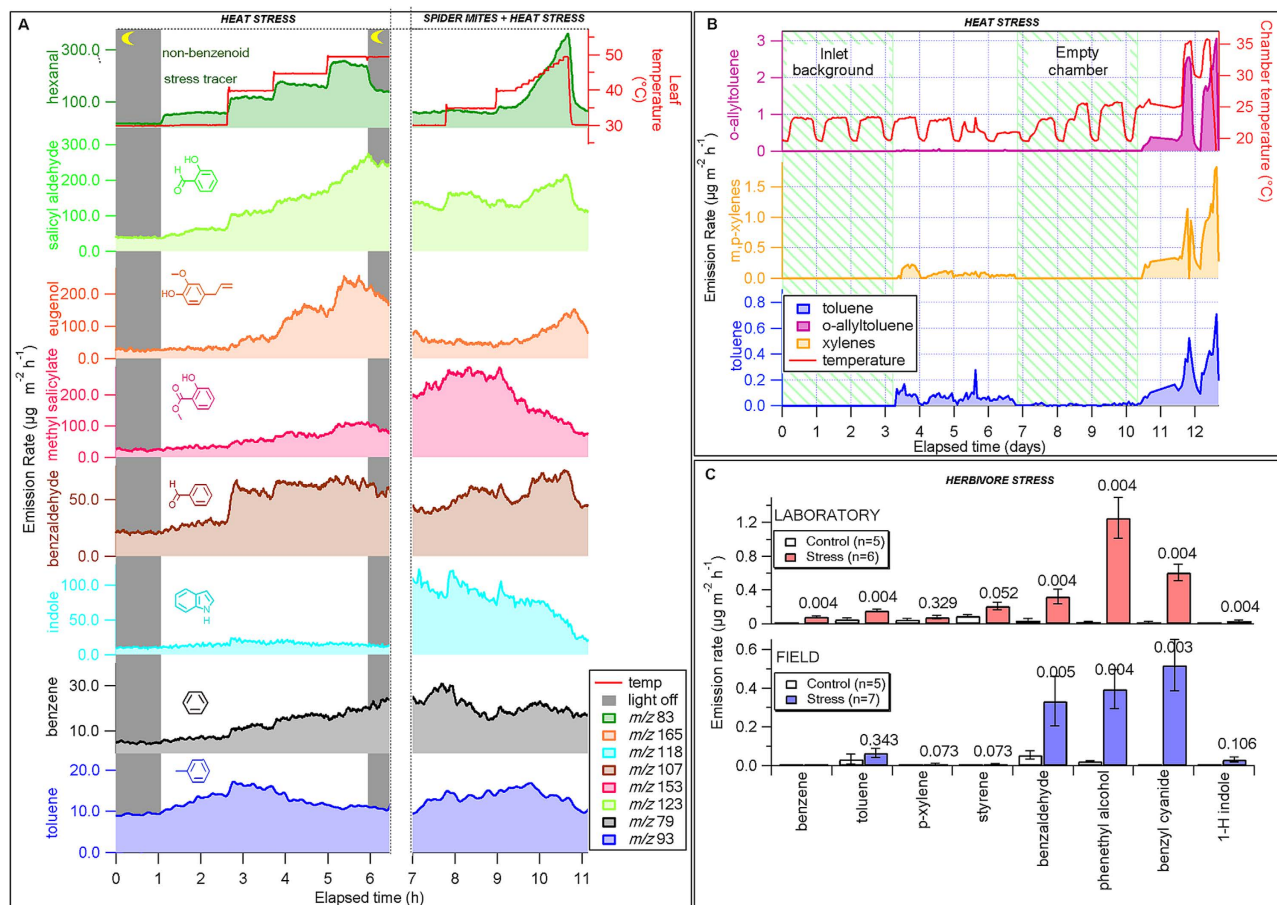 A
HEAT STRESS
SPIDER MITES + HEAT STRESS
hexanal
300.0
100.0
non-benzenoid
stress tracer
50
40
30
Leaf
temperature
(°C)
salicyl aldehyde
300.0
200.0
100.0
0.0
H
HO
O
eugenol
200.0
100.0
0.0
O
HO
methyl salicylate
200.0
100.0
0.0
O
HO
O
benzaldehyde
50.0
0.0
H
O
indole
100.0
50.0
0.0
N
H
benzene
30.0
10.0
toluene
20.0
10.0
0.0
Emission Rate (µg m-2 h-1)
temp
light off
m/z 83
m/z 165
m/z 118
m/z 107
m/z 153
m/z 123
m/z 79
m/z 93
0 1 2 3 4 5 6 7 8 9 10 11
Elapsed time (h)
B
HEAT STRESS
Inlet
background
Empty
chamber
o-allyltoluene
3
2
1
0
35
30
25
20
Chamber temperature
(°C)
m,p-xylenes
1.5
1.0
0.5
0.0
toluene
0.8
0.6
0.4
0.2
0.0
Emission Rate (µg m-2 h-1)
toluene
o-allyltoluene
xylenes
temperature
0 1 2 3 4 5 6 7 8 9 10 11 12
Elapsed time (days)
C
HERBIVORE STRESS
LABORATORY
Control (n=5)
Stress (n=6)
1.2
0.8
0.4
0
0.004
0.004
0.329
0.052
0.004
0.004
0.004
0.004
Emission rate (µg m-2 h-1)
FIELD
Control (n=5)
Stress (n=7)
0.6
0.4
0.2
0.0
0.343
0.073
0.073
0.005
0.004
0.003
0.106
benzene
toluene
p-xylene
styrene
benzaldehyde
phenethyl alcohol
benzyl cyanide
1-H indole